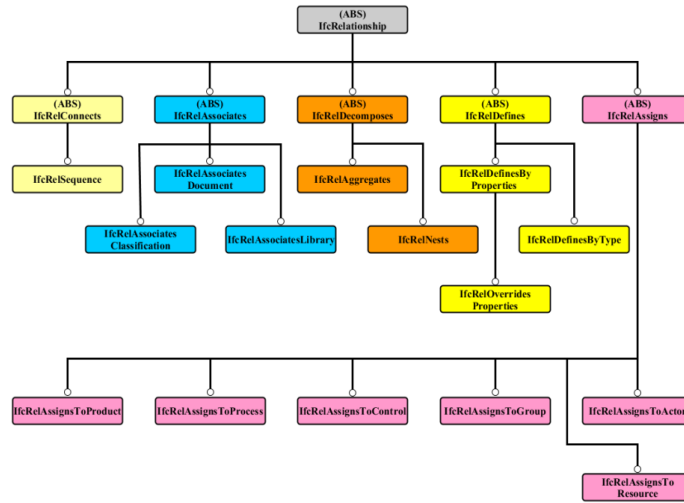 (ABS)
IfcRelationship
(ABS)
IfcRelConnects
(ABS)
IfcRelAssociates
(ABS)
IfcRelDecomposes
(ABS)
IfcRelDefines
(ABS)
IfcRelAssigns
IfcRelSequence
IfcRelAssociates
Document
IfcRelAggregates
IfcRelDefinesBy
Properties
IfcRelAssociates
Classification
IfcRelAssociatesLibrary
IfcRelNests
IfcRelDefinesByType
IfcRelOverrides
Properties
IfcRelAssignsToProduct
IfcRelAssignsToProcess
IfcRelAssignsToControl
IfcRelAssignsToGroup
IfcRelAssignsToActor
IfcRelAssignsTo
Resource